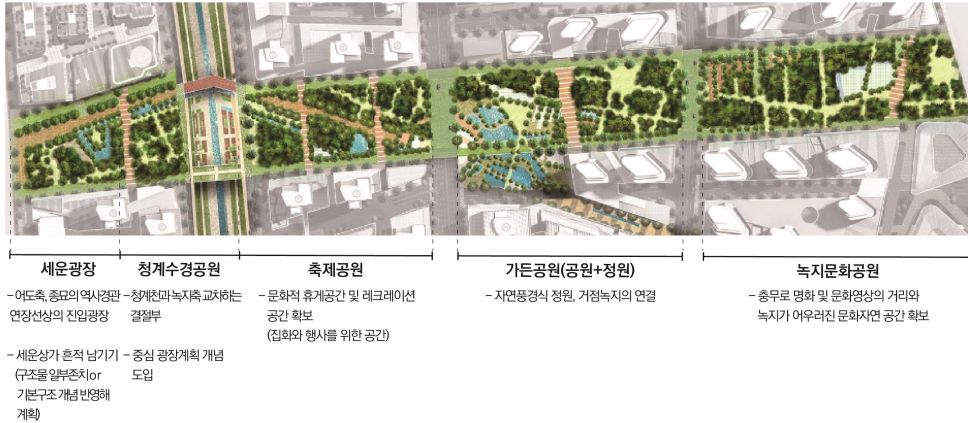 세운광장
- 어도축, 종묘의 역사경관
연장선상의 진입광장
- 세운상가 흔적 남기기
(구조물 일부존치 or
기본구조 개념 반영해
계획)
청계수경공원
- 청계천과 녹지축 교차하는
결절부
- 중심 광장계획 개념
도입
축제공원
- 문화적 휴게공간 및 레크레이션
공간 확보
(집화와 행사를 위한 공간)
가든공원(공원+정원)
- 자연풍경식 정원, 거점녹지의 연결
녹지문화공원
- 충무로 명화 및 문화영상의 거리와
녹지가 어우러진 문화자연 공간 확보